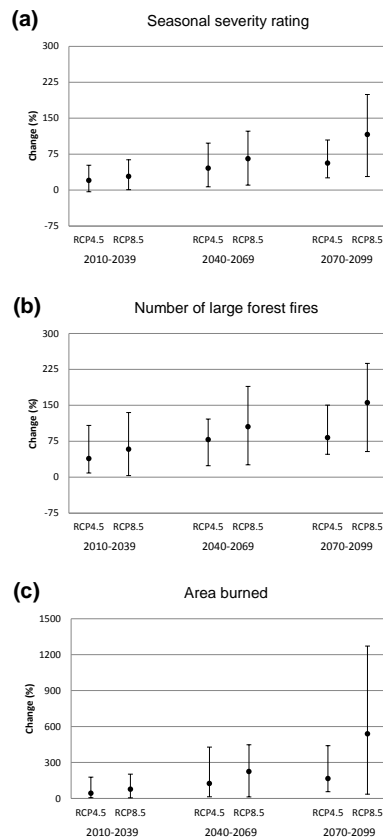 (a)
Seasonal severity rating
300
225
150
75
0
-75
Change (%)
RCP4.5 RCP8.5 RCP4.5 RCP8.5 RCP4.5 RCP8.5
2010-2039 2040-2069 2070-2099
(b)
Number of large forest fires
300
225
150
75
0
-75
Change (%)
RCP4.5 RCP8.5 RCP4.5 RCP8.5 RCP4.5 RCP8.5
2010-2039 2040-2069 2070-2099
(c)
Area burned
1500
1200
900
600
300
0
Change (%)
RCP4.5 RCP8.5 RCP4.5 RCP8.5 RCP4.5 RCP8.5
2010-2039 2040-2069 2070-2099